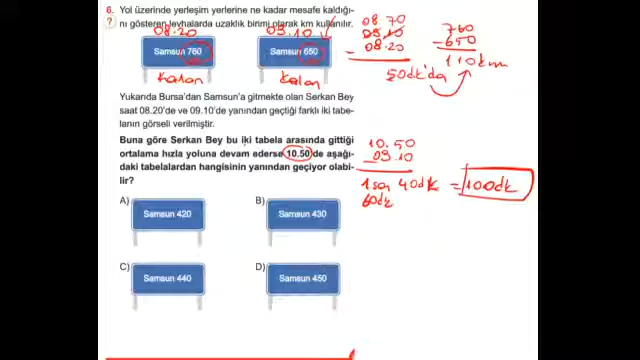 6. Yol üzerinde yerleşim yerlerine ne kadar mesafe kaldığı-
? nı gösteren levhalarda uzaklık birimi olarak km kullanılır.
08.20
09.10
Samsun 760
Samsun 650
Kalan
Kalan
Yukarıda Bursa'dan Samsun'a gitmekte olan Serkan Bey
saat 08.20'de ve 09.10'de yanından geçtiği farklı iki tabe-
lanın görseli verilmiştir.
Buna göre Serkan Bey bu iki tabela arasında gittiği
ortalama hızla yoluna devam ederse 10.50'de aşağı-
daki tabelalardan hangisinin yanından geçiyor olabi-
lir?
A) Samsun 420
B) Samsun 430
C) Samsun 440
D) Samsun 450
08 70
09.10
- 08.20
50dk'da
760
- 650
110km
10.50
- 09.10
1 saat 40dk = 100dk
60dk